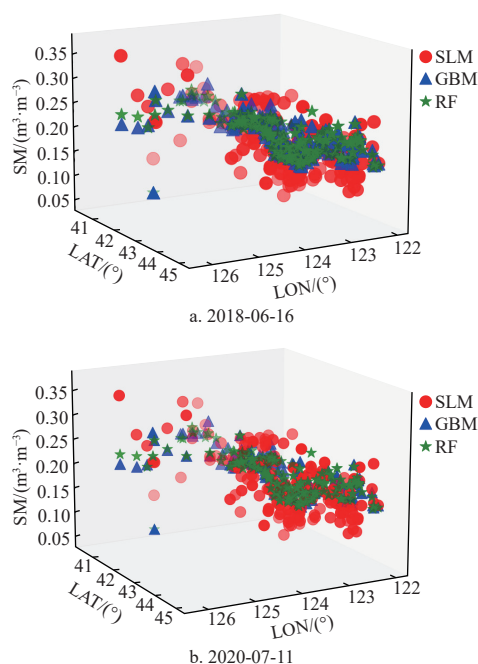 0.35
0.30
0.25
0.20
0.15
0.10
0.05
SM/(m³·m⁻³)
41
42
43
44
45
LAT/(°)
126
125
124
123
122
LON/(°)
SLM
GBM
RF
a. 2018-06-16
0.35
0.30
0.25
0.20
0.15
0.10
0.05
SM/(m³·m⁻³)
41
42
43
44
45
LAT/(°)
126
125
124
123
122
LON/(°)
SLM
GBM
RF
b. 2020-07-11